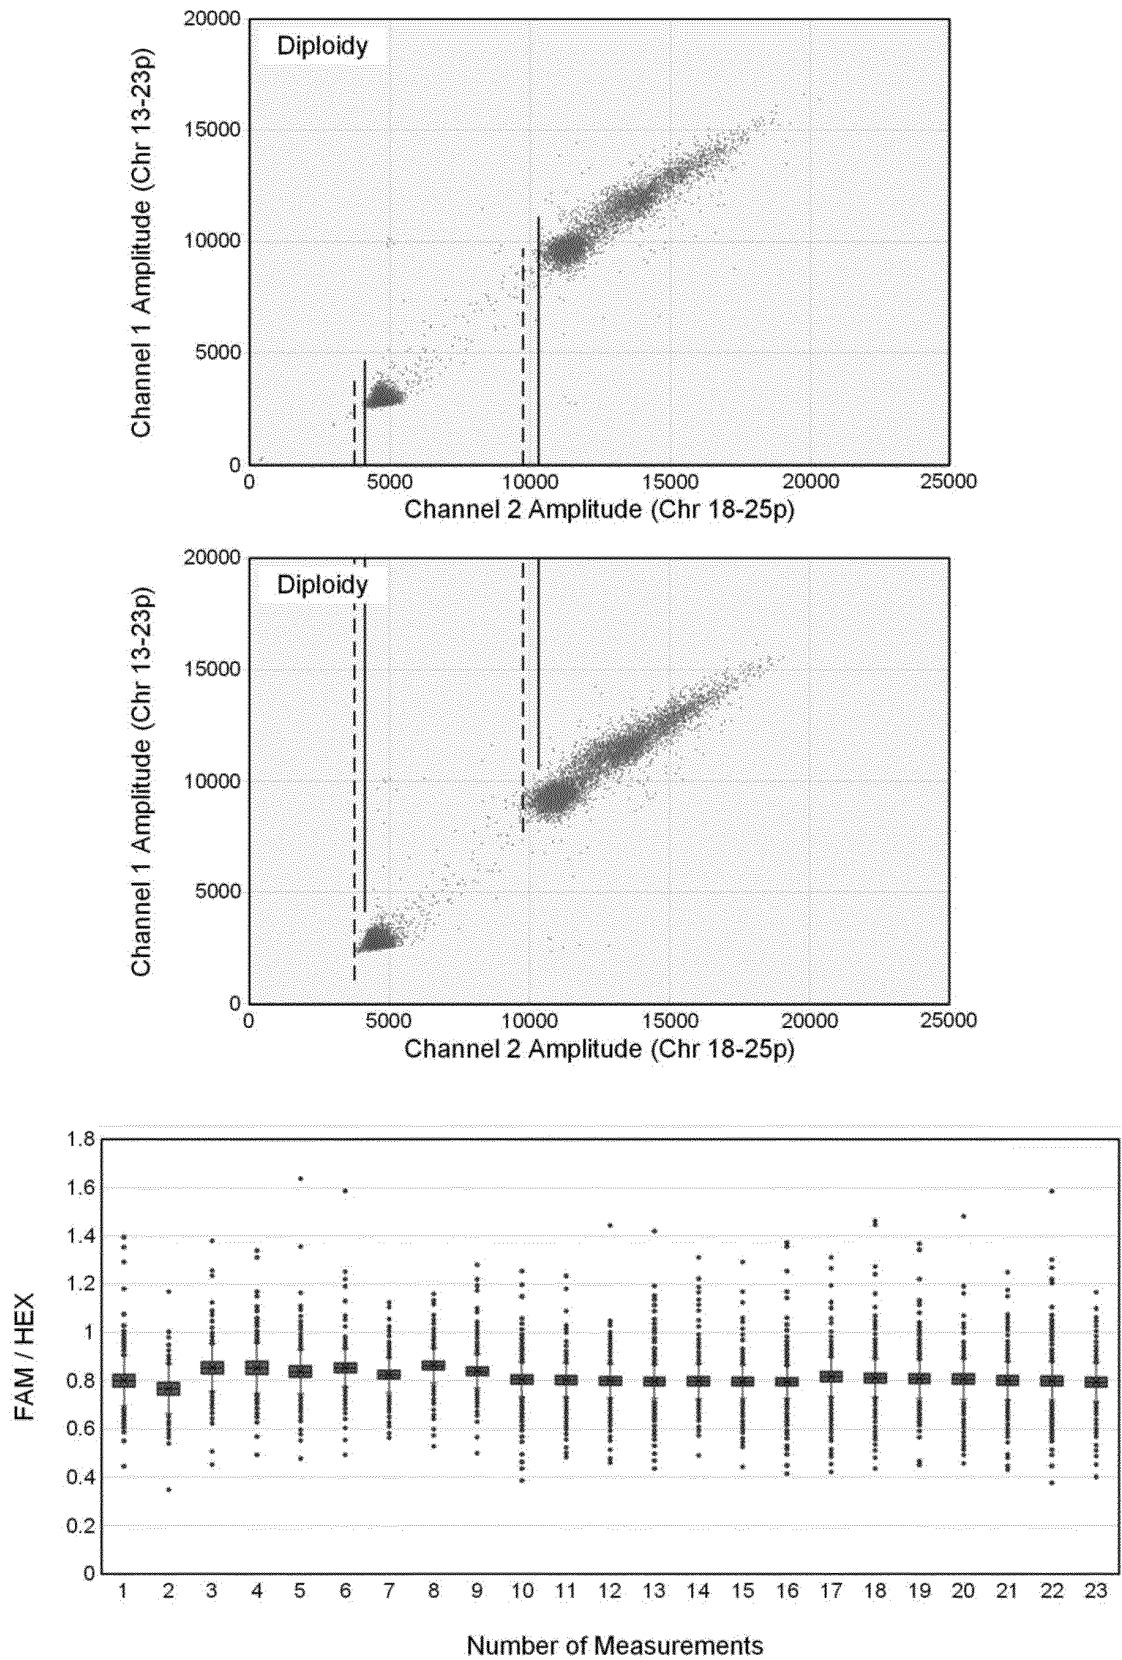 20000
Diploidy
15000
10000
5000
0
Channel 1 Amplitude (Chr 13-23p)
0 5000 10000 15000 20000 25000
Channel 2 Amplitude (Chr 18-25p)
20000
Diploidy
15000
10000
5000
0
Channel 1 Amplitude (Chr 13-23p)
0 5000 10000 15000 20000 25000
Channel 2 Amplitude (Chr 18-25p)
1.8
1.6
1.4
1.2
1
0.8
0.6
0.4
0.2
0
FAM / HEX
1 2 3 4 5 6 7 8 9 10 11 12 13 14 15 16 17 18 19 20 21 22 23
Number of Measurements